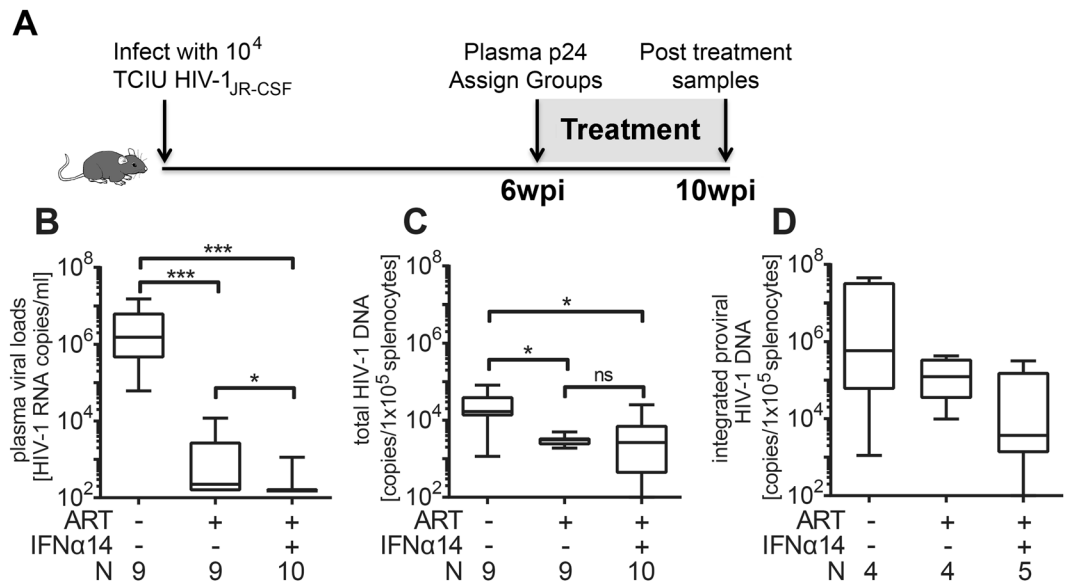 A
Infect with 10^4
TCIU HIV-1JR-CSF
Plasma p24
Assign Groups
Post treatment
samples
Treatment
6wpi
10wpi
B
plasma viral loads
[HIV-1 RNA copies/ml]
10^8
10^6
10^4
10^2
***
***
*
ART - + +
IFNα14 - - +
N 9 9 10
C
total HIV-1 DNA
[copies/1x10^5 splenocytes]
10^8
10^6
10^4
10^2
*
*
ns
ART - + +
IFNα14 - - +
N 9 9 10
D
integrated proviral
HIV-1 DNA
[copies/1x10^5 splenocytes]
10^8
10^6
10^4
10^2
ART - + +
IFNα14 - - +
N 4 4 5